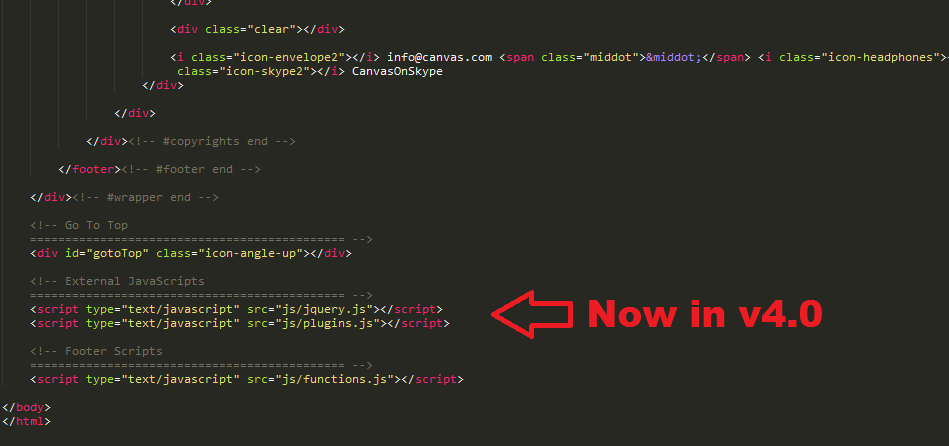 </div>
<div class="clear"></div>
<i class="icon-envelope2"></i> info@canvas.com <span class="middot">&middot;</span> <i class="icon-headphones"><
class="icon-skype2"></i> CanvasOnSkype
</div>
</div>
</div><!-- #copyrights end -->
</footer><!-- #footer end -->
</div><!-- #wrapper end -->
<!-- Go To Top
============================================= -->
<div id="gotoTop" class="icon-angle-up"></div>
<!-- External JavaScripts
============================================= -->
<script type="text/javascript" src="js/jquery.js"></script>
<script type="text/javascript" src="js/plugins.js"></script>
Now in v4.0
<!-- Footer Scripts
============================================= -->
<script type="text/javascript" src="js/functions.js"></script>
</body>
</html>